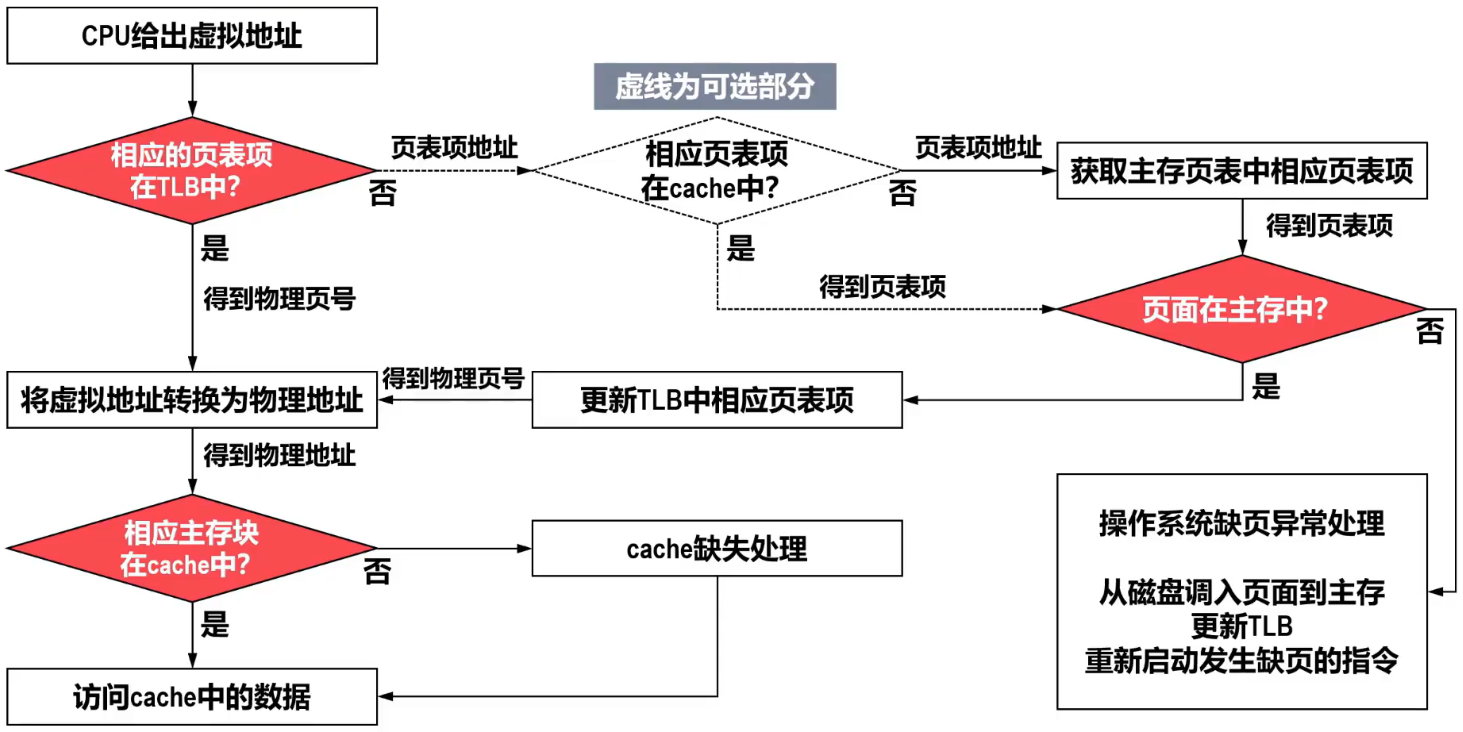 CPU给出虚拟地址
虚线为可选部分
相应的页表项
在TLB中?
否
页表项地址
相应页表项
在cache中?
否
页表项地址
获取主存页表中相应页表项
是
得到物理页号
是
得到页表项
得到页表项
页面在主存中?
否
是
将虚拟地址转换为物理地址
得到物理页号
更新TLB中相应页表项
得到物理地址
相应主存块
在cache中?
否
cache缺失处理
是
访问cache中的数据
操作系统缺页异常处理
从磁盘调入页面到主存
更新TLB
重新启动发生缺页的指令